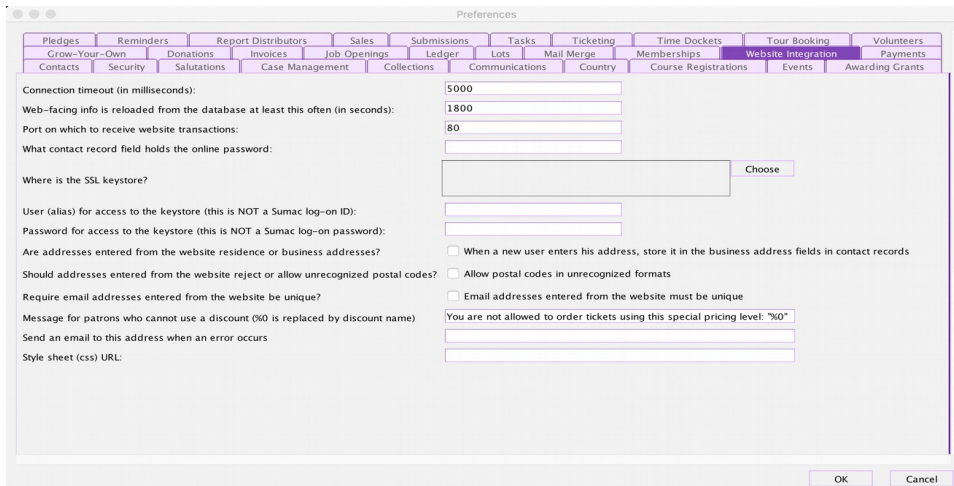 Preferences
Pledges Reminders Report Distributors Sales Submissions Tasks Ticketing Time Dockets Tour Booking Volunteers
Grow-Your-Own Donations Invoices Job Openings Ledger Lots Mail Merge Memberships Website Integration Payments
Contacts Security Salutations Case Management Collections Communications Country Course Registrations Events Awarding Grants
Connection timeout (in milliseconds): 5000
Web-facing info is reloaded from the database at least this often (in seconds): 1800
Port on which to receive website transactions: 80
What contact record field holds the online password:
Where is the SSL keystore? Choose
User (alias) for access to the keystore (this is NOT a Sumac log-on ID):
Password for access to the keystore (this is NOT a Sumac log-on password):
Are addresses entered from the website residence or business addresses? When a new user enters his address, store it in the business address fields in contact records
Should addresses entered from the website reject or allow unrecognized postal codes? Allow postal codes in unrecognized formats
Require email addresses entered from the website be unique? Email addresses entered from the website must be unique
Message for patrons who cannot use a discount (%0 is replaced by discount name) You are not allowed to order tickets using this special pricing level: "%0"
Send an email to this address when an error occurs
Style sheet (css) URL:
OK Cancel